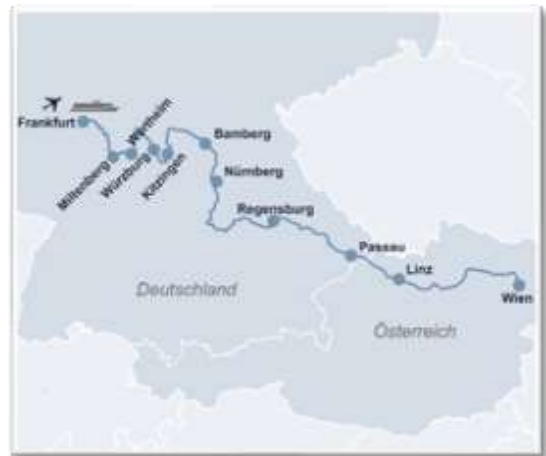 Frankfurt
Miltenberg
Wertheim
Würzburg
Kitzingen
Bamberg
Nürnberg
Regensburg
Passau
Linz
Wien
Deutschland
Österreich